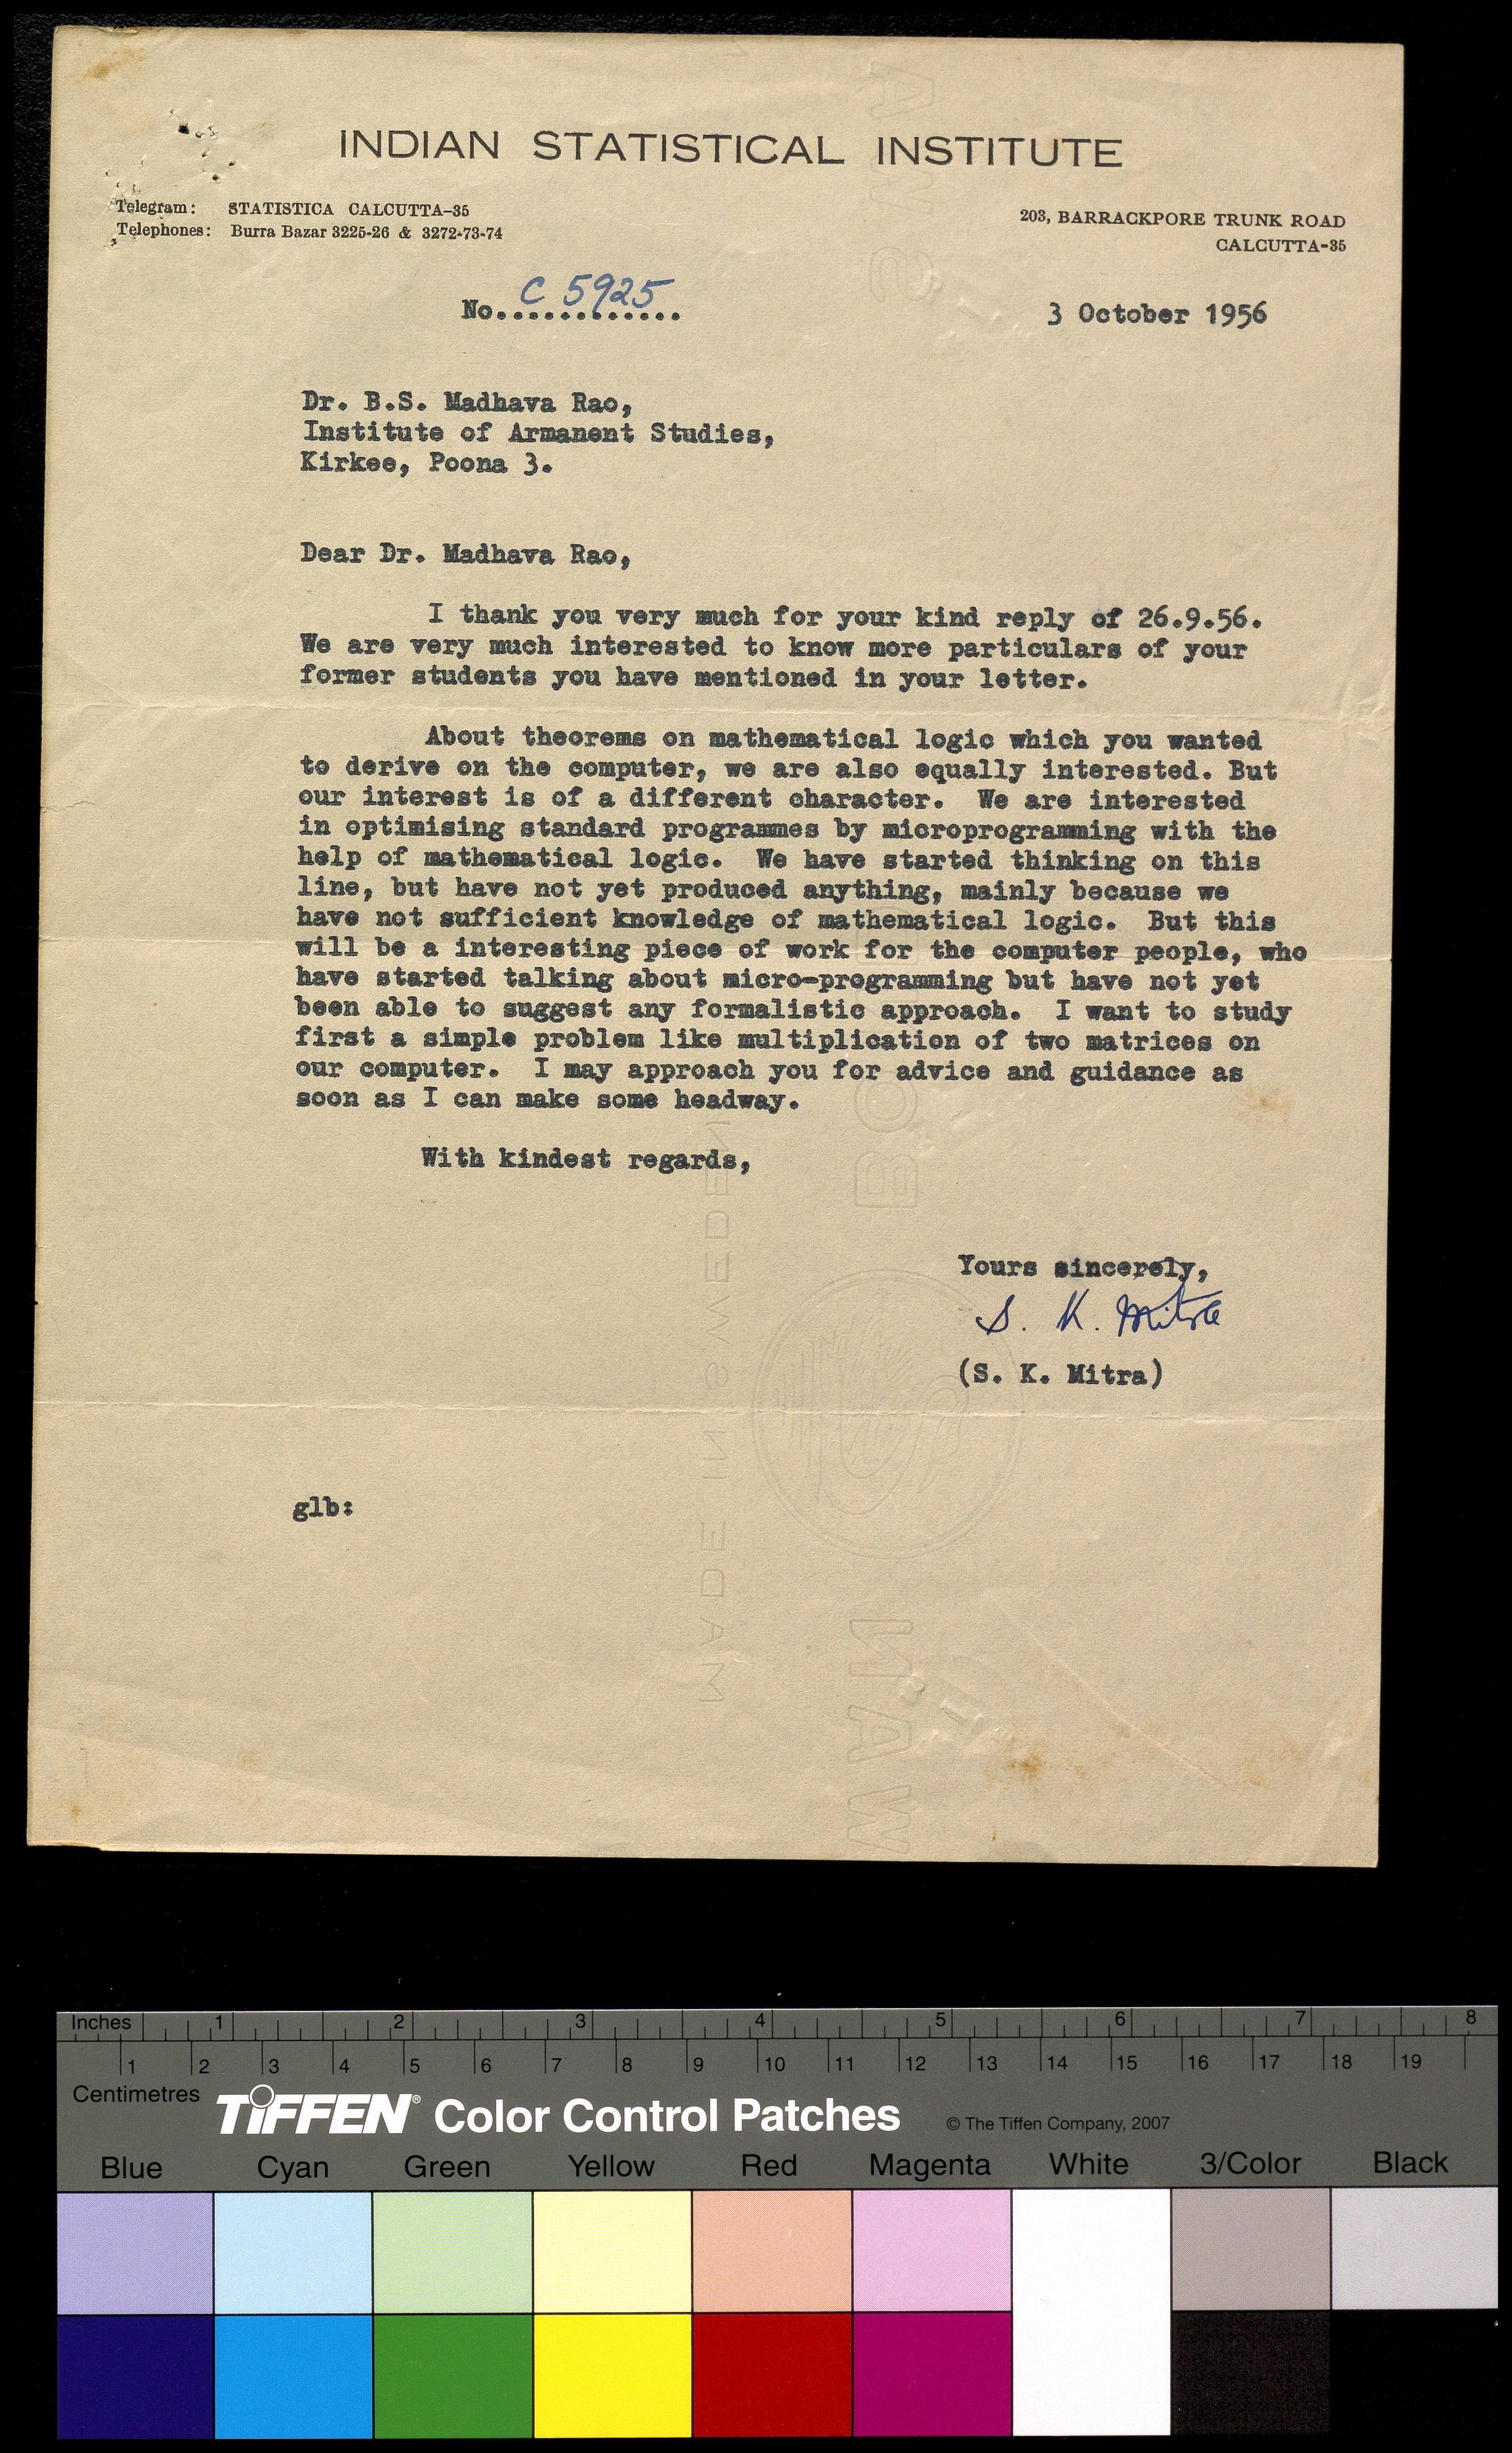 INDIAN STATISTICAL INSTITUTE
Telegram: STATISTICA CALCUTTA-35
Telephones: Burra Bazar 3225-26 & 3272-73-74
203, BARRACKPORE TRUNK ROAD
CALCUTTA-35
No............. C 5925
3 October 1956
Dr. B.S. Madhava Rao,
Institute of Armanent Studies,
Kirkee, Poona 3.
Dear Dr. Madhava Rao,
I thank you very much for your kind reply of 26.9.56.
We are very much interested to know more particulars of your
former students you have mentioned in your letter.
About theorems on mathematical logic which you wanted
to derive on the computer, we are also equally interested. But
our interest is of a different character. We are interested
in optimising standard programmes by microprogramming with the
help of mathematical logic. We have started thinking on this
line, but have not yet produced anything, mainly because we
have not sufficient knowledge of mathematical logic. But this
will be a interesting piece of work for the computer people, who
have started talking about micro-programming but have not yet
been able to suggest any formalistic approach. I want to study
first a simple problem like multiplication of two matrices on
our computer. I may approach you for advice and guidance as
soon as I can make some headway.
With kindest regards,
Yours sincerely,
S. K. Mitra
(S. K. Mitra)
glb:
MADE IN SWEDEN
Inches 1 2 3 4 5 6 7 8
1 2 3 4 5 6 7 8 9 10 11 12 13 14 15 16 17 18 19
Centimetres
TIFFEN® Color Control Patches © The Tiffen Company, 2007
Blue Cyan Green Yellow Red Magenta White 3/Color Black